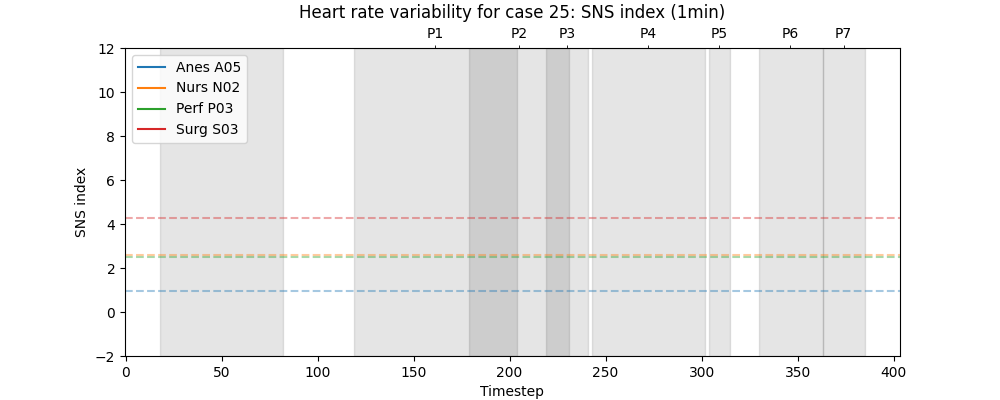 Heart rate variability for case 25: SNS index (1min)
P1 P2 P3 P4 P5 P6 P7
12
10
8
6
4
2
0
−2
SNS index
Anes A05
Nurs N02
Perf P03
Surg S03
0 50 100 150 200 250 300 350 400
Timestep